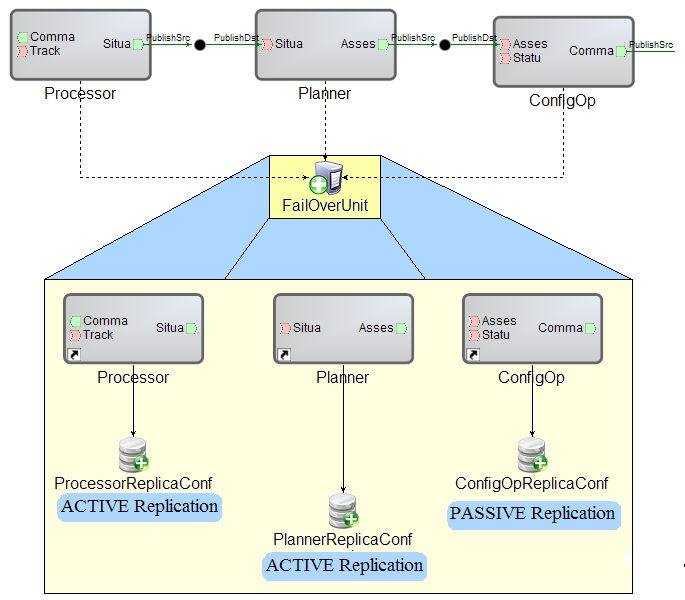 Comma
Track Situa PublishSrc PublishDst Situa Asses PublishSrc PublishDst Asses
Statu Comma PublishSrc
Processor Planner ConfigOp
FailOverUnit
Comma
Track Situa Situa Asses Asses
Statu Comma
Processor Planner ConfigOp
ProcessorReplicaConf ConfigOpReplicaConf
ACTIVE Replication PASSIVE Replication
PlannerReplicaConf
ACTIVE Replication